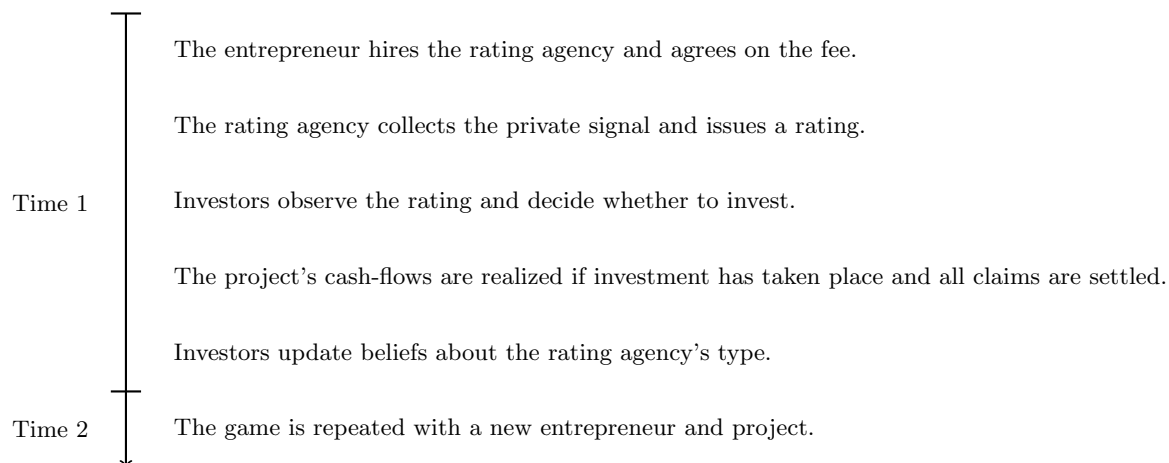 The entrepreneur hires the rating agency and agrees on the fee.
The rating agency collects the private signal and issues a rating.
Time 1
Investors observe the rating and decide whether to invest.
The project's cash-flows are realized if investment has taken place and all claims are settled.
Investors update beliefs about the rating agency's type.
Time 2
The game is repeated with a new entrepreneur and project.